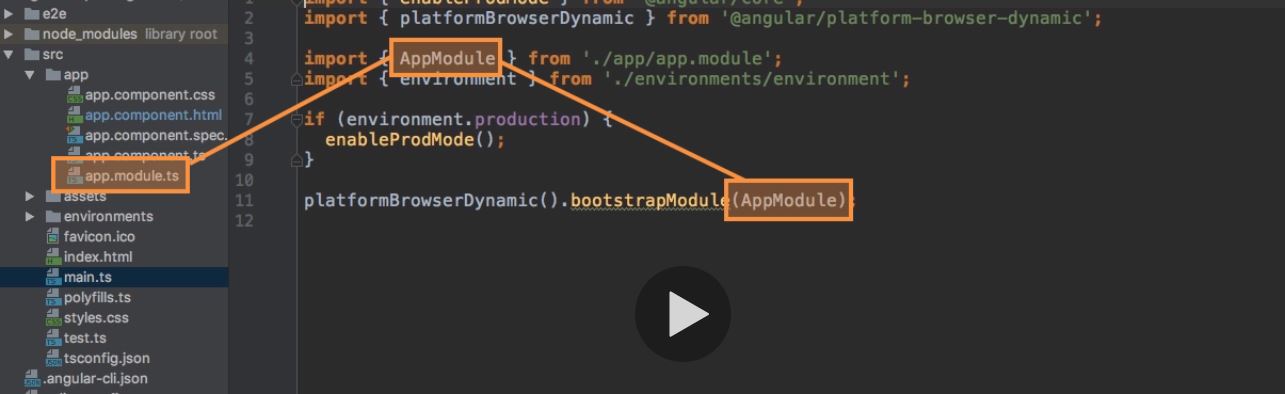 e2e
node_modules library root
src
app
app.component.css
app.component.html
app.component.spec.
app.component.ts
app.module.ts
assets
environments
favicon.ico
index.html
main.ts
polyfills.ts
styles.css
test.ts
tsconfig.json
.angular-cli.json
import { enableProdMode } from '@angular/core';
2 import { platformBrowserDynamic } from '@angular/platform-browser-dynamic';
3
4 import { AppModule } from './app/app.module';
5 import { environment } from './environments/environment';
6
7 if (environment.production) {
8 enableProdMode();
9 }
10
11 platformBrowserDynamic().bootstrapModule(AppModule);
12